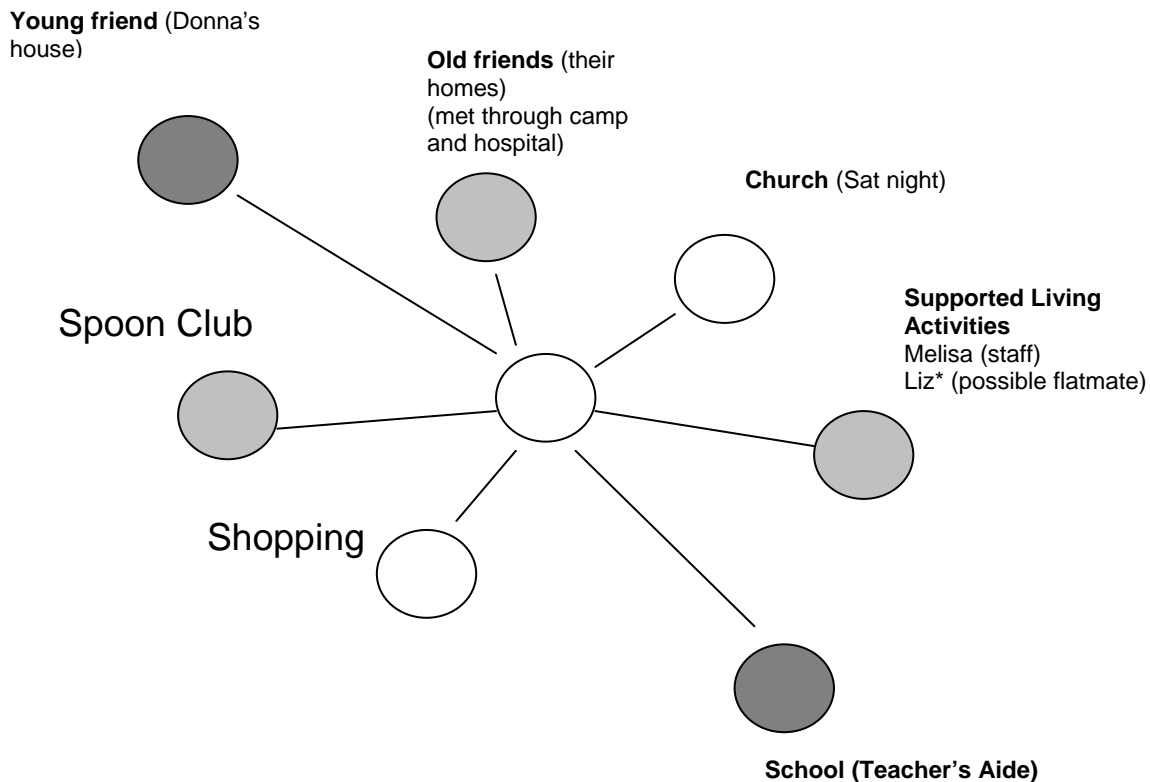 Young friend (Donna's
house)
Old friends (their
homes)
(met through camp
and hospital)
Church (Sat night)
Supported Living
Activities
Melisa (staff)
Liz* (possible flatmate)
Spoon Club
Shopping
School (Teacher's Aide)